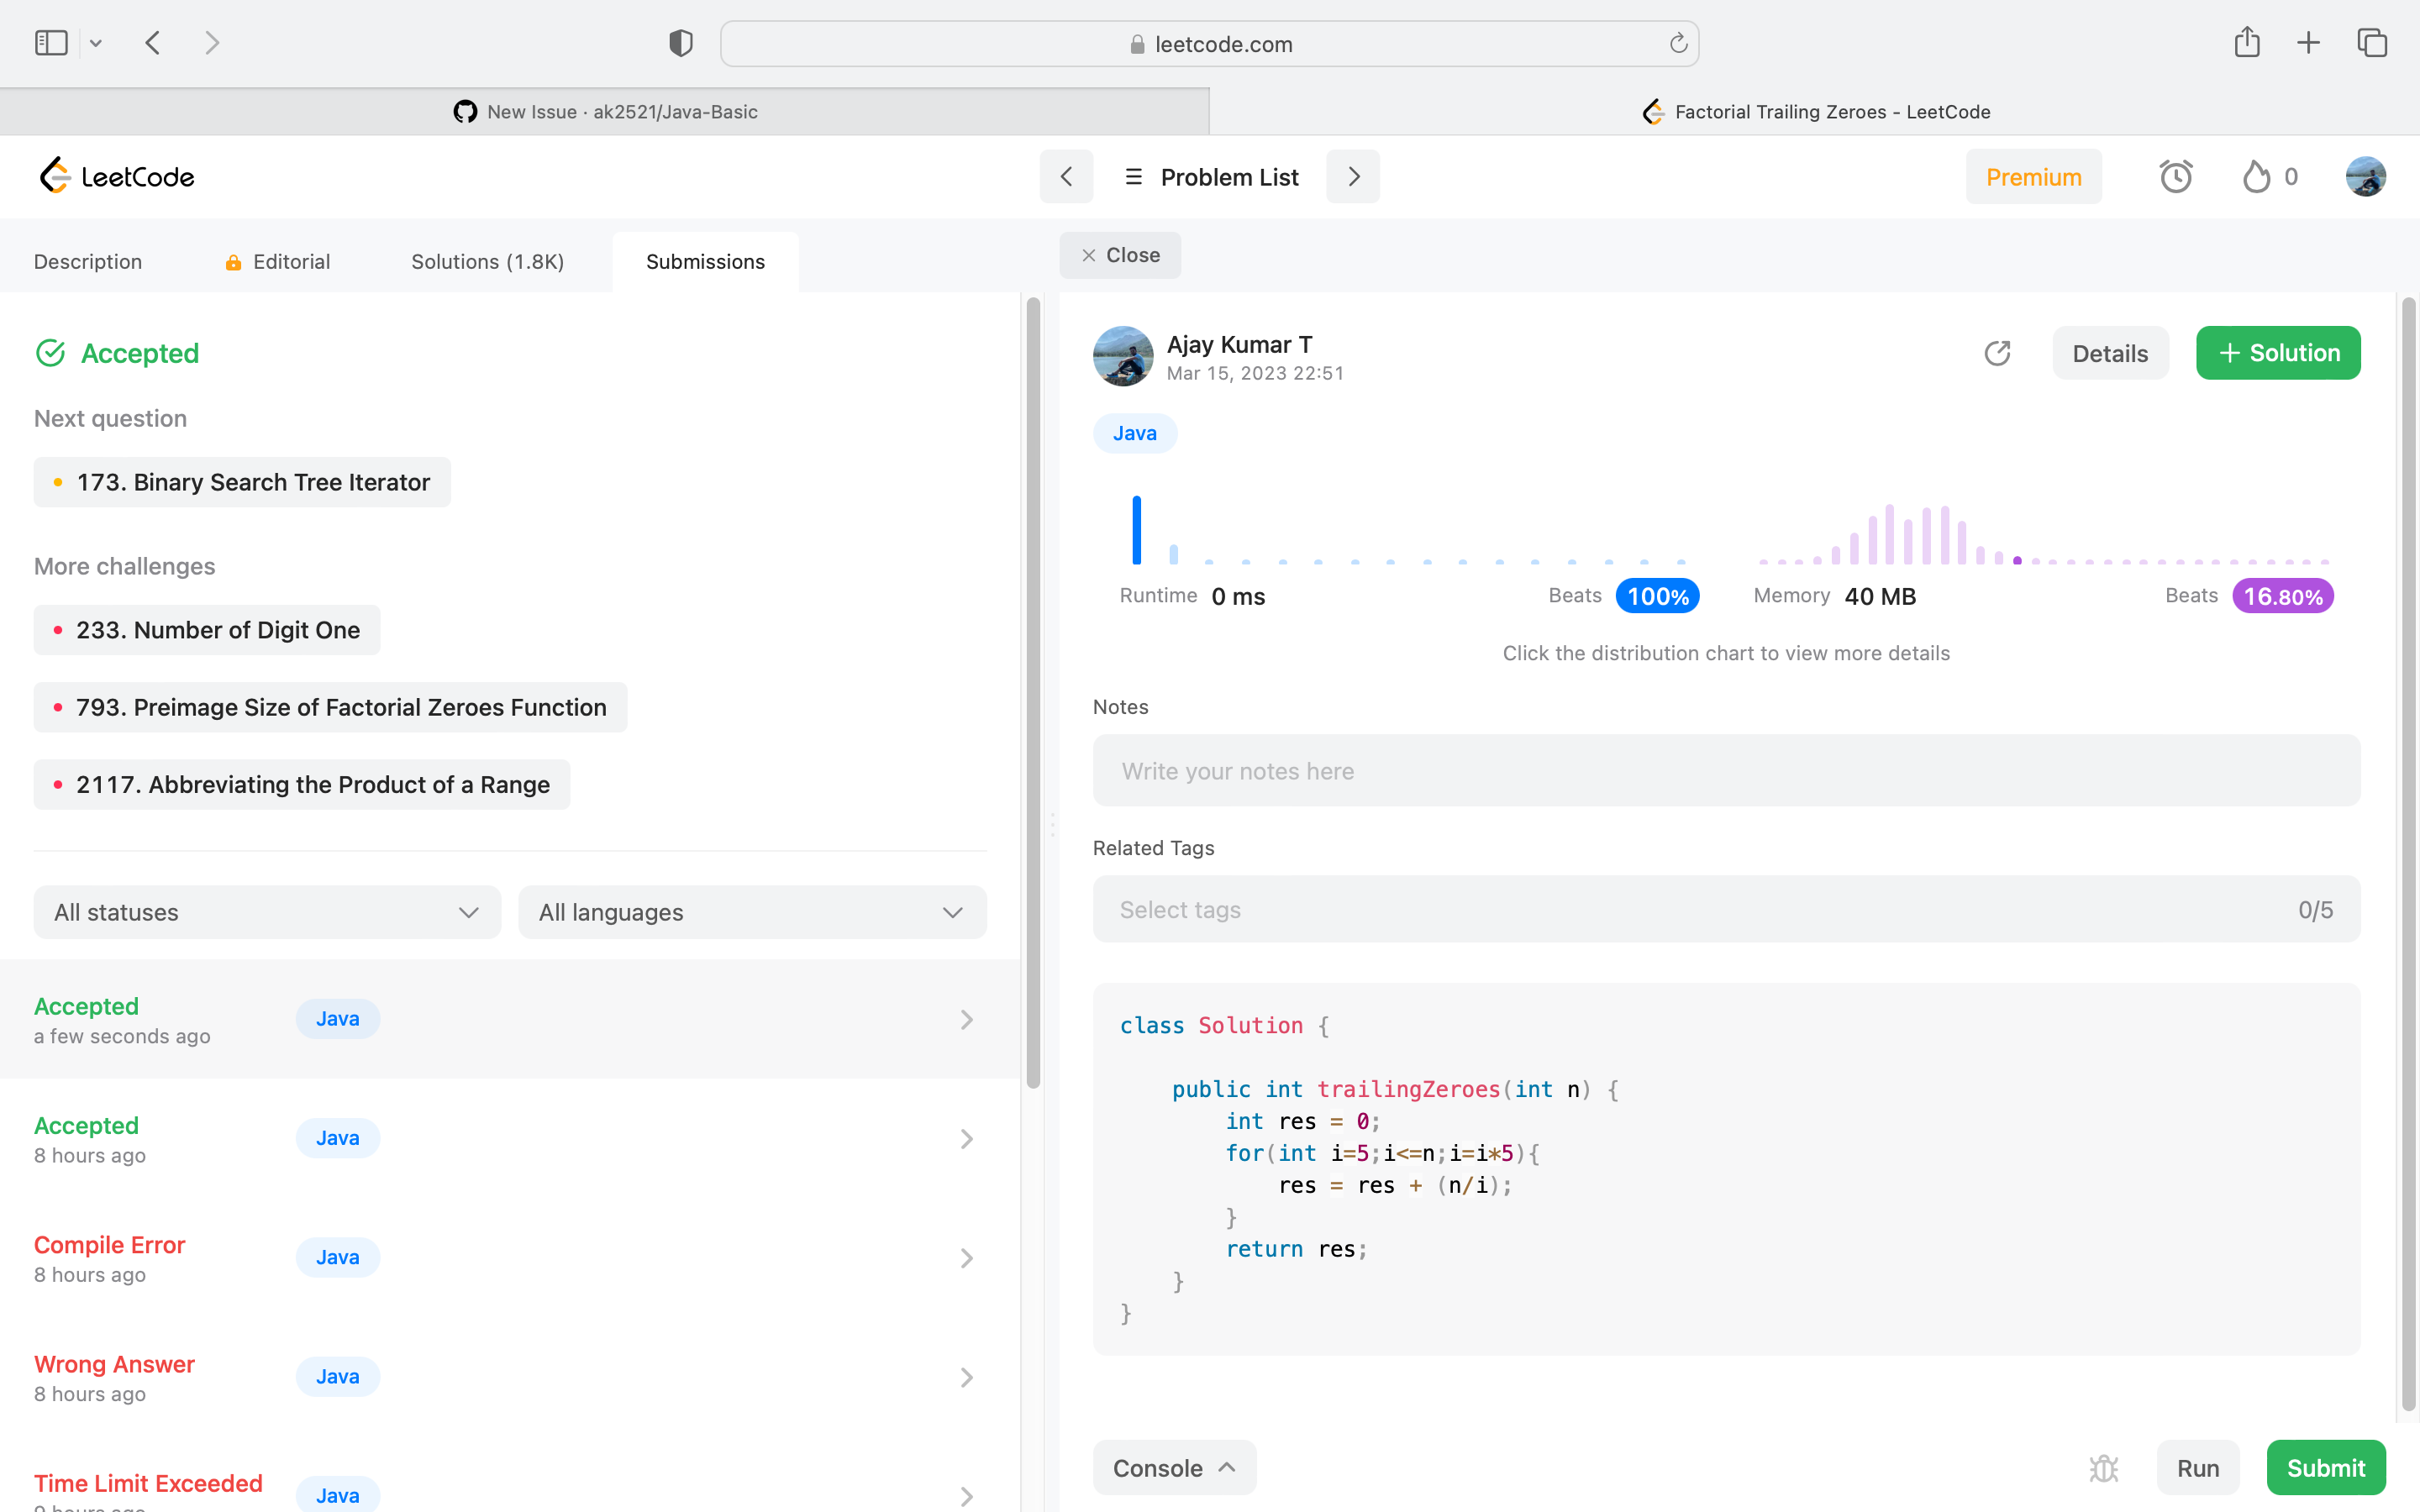 leetcode.com
New Issue · ak2521/Java-Basic
Factorial Trailing Zeroes - LeetCode
LeetCode
Problem List
Premium
0
Description
Editorial
Solutions (1.8K)
Submissions
Close
Accepted
Next question
173. Binary Search Tree Iterator
More challenges
233. Number of Digit One
793. Preimage Size of Factorial Zeroes Function
2117. Abbreviating the Product of a Range
All statuses
All languages
Accepted
a few seconds ago
Java
Accepted
8 hours ago
Java
Compile Error
8 hours ago
Java
Wrong Answer
8 hours ago
Java
Time Limit Exceeded
Java
Ajay Kumar T
Mar 15, 2023 22:51
Details
+ Solution
Java
Runtime 0 ms
Beats 100%
Memory 40 MB
Beats 16.80%
Click the distribution chart to view more details
Notes
Write your notes here
Related Tags
Select tags
0/5
class Solution {
public int trailingZeroes(int n) {
int res = 0;
for(int i=5;i<=n;i=i*5){
res = res + (n/i);
}
return res;
}
}
Console
Run
Submit